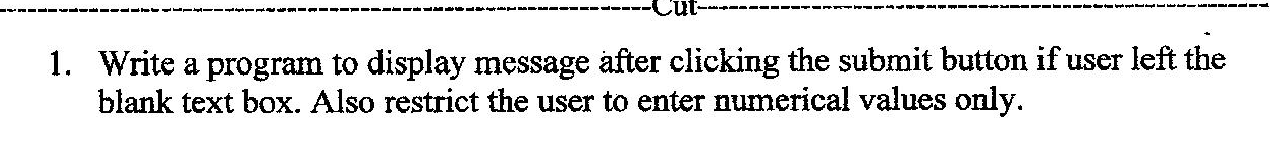 Cut
1. Write a program to display message after clicking the submit button if user left the
blank text box. Also restrict the user to enter numerical values only.